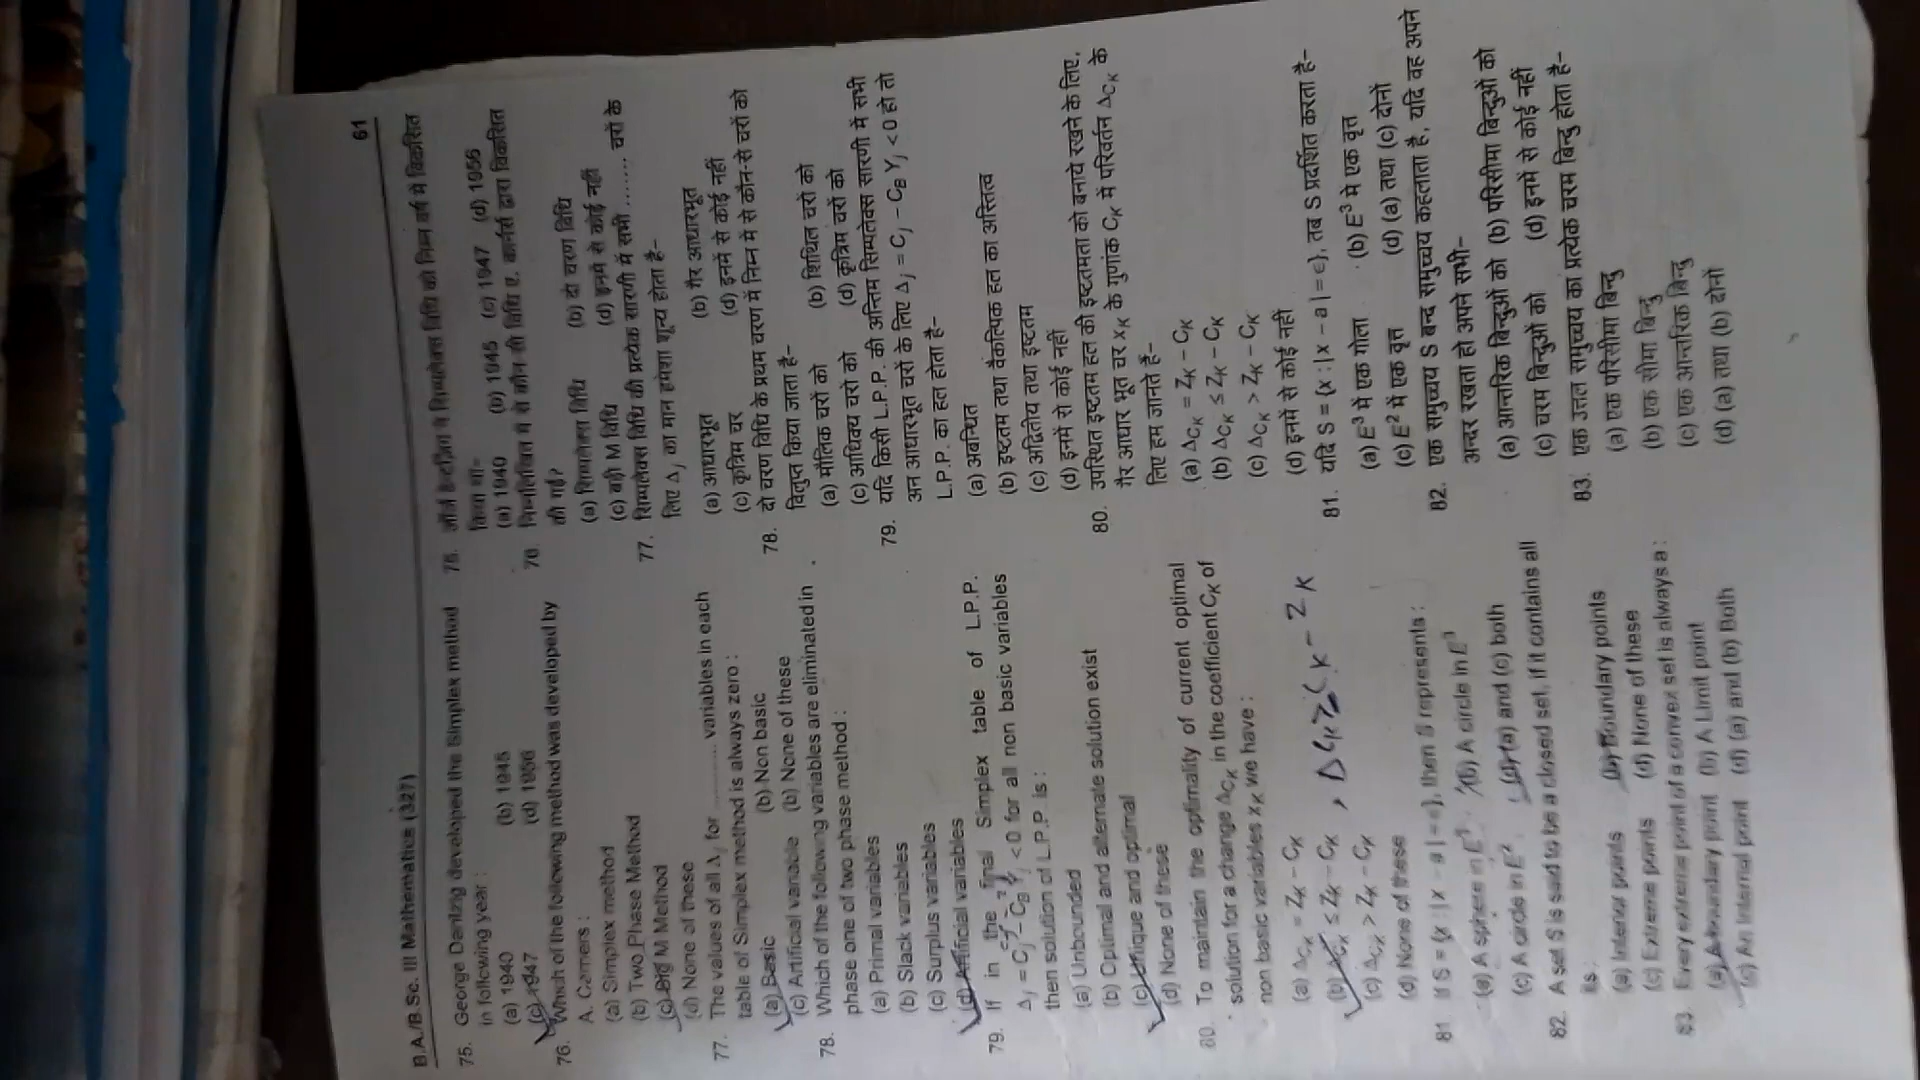 B.A./B.Sc. III Mathematics (327)
61
75. George Dantzig developed the Simplex method
in following year :
(a) 1940 (b) 1945
(c) 1947 (d) 1956
76. Which of the following method was developed by
A. Cerners :
(a) Simplex method
(b) Two Phase Method
(c) Big M Method
(d) None of these
77. The values of all Δj for .......... variables in each
table of Simplex method is always zero :
(a) Basic (b) Non basic
(c) Artificial variable (b) None of these
78. Which of the following variables are eliminated in
phase one of two phase method :
(a) Primal variables
(b) Slack variables
(c) Surplus variables
(d) Artificial variables
79. If in the final Simplex table of L.P.P.
Δj = Cj - CB Yj < 0 for all non basic variables
then solution of L.P.P. is :
(a) Unbounded
(b) Optimal and alternate solution exist
(c) Unique and optimal
(d) None of these
80. To maintain the optimality of current optimal
solution for a change ΔCK in the coefficient CK of
non basic variables xK we have :
(a) ΔCK = ZK – CK
(b) ΔCK ≤ ZK – CK , ΔCK ≥ CK – ZK
(c) ΔCK > ZK – CK
(d) None of these
81. If S = {x : |x – a| = c}, then S represents :
(a) A sphere in E³ (b) A circle in E³
(c) A circle in E² (d) (a) and (c) both
82. A set S is said to be a closed set, if it contains all
its :
(a) Interior points (b) Boundary points
(c) Extreme points (d) None of these
83. Every extreme point of a convex set is always a :
(a) A boundary point (b) A Limit point
(c) An Internal point (d) (a) and (b) Both
75. जॉर्ज डेन्टज़िग ने सिम्पलेक्स विधि को निम्न वर्ष में विकसित
किया था–
(a) 1940 (b) 1945 (c) 1947 (d) 1956
76. निम्नलिखित में से कौन सी विधि ए. कार्नर्स द्वारा विकसित
की गई?
(a) सिम्पलेक्स विधि (b) दो चरण विधि
(c) बड़ी M विधि (d) इनमें से कोई नहीं
77. सिम्पलेक्स विधि की प्रत्येक सारणी में सभी ........ चरों के
लिए Δj का मान हमेशा शून्य होता है–
(a) आधारभूत (b) गैर आधारभूत
(c) कृत्रिम चर (d) इनमें से कोई नहीं
78. दो चरण विधि के प्रथम चरण में निम्न में से कौन-से चरों को
विलुप्त किया जाता है–
(a) मौलिक चरों को (b) शिथिल चरों को
(c) आधिक्य चरों को (d) कृत्रिम चरों को
79. यदि किसी L.P.P. की अन्तिम सिम्पलेक्स सारणी में सभी
अन आधारभूत चरों के लिए Δj = Cj – CB Yj < 0 हो तो
L.P.P. का हल होता है–
(a) अबन्धित
(b) इष्टतम तथा वैकल्पिक हल का अस्तित्व
(c) अद्वितीय तथा इष्टतम
(d) इनमें से कोई नहीं
80. उपस्थित इष्टतम हल की इष्टतमता को बनाये रखने के लिए,
गैर आधार भूत चर xK के गुणांक CK में परिवर्तन ΔCK के
लिए हम जानते हैं–
(a) ΔCK = ZK – CK
(b) ΔCK ≤ ZK – CK
(c) ΔCK > ZK – CK
(d) इनमें से कोई नहीं
81. यदि S = {x : |x – a| = c}, तब S प्रदर्शित करता है–
(a) E³ में एक गोला (b) E³ में एक वृत्त
(c) E² में एक वृत्त (d) (a) तथा (c) दोनों
82. एक समुच्चय S बन्द समुच्चय कहलाता है, यदि वह अपने
अन्दर रखता हो अपने सभी–
(a) आन्तरिक बिन्दुओं को (b) परिसीमा बिन्दुओं को
(c) चरम बिन्दुओं को (d) इनमें से कोई नहीं
83. एक उत्तल समुच्चय का प्रत्येक चरम बिन्दु होता है–
(a) एक परिसीमा बिन्दु
(b) एक सीमा बिन्दु
(c) एक आन्तरिक बिन्दु
(d) (a) तथा (b) दोनों